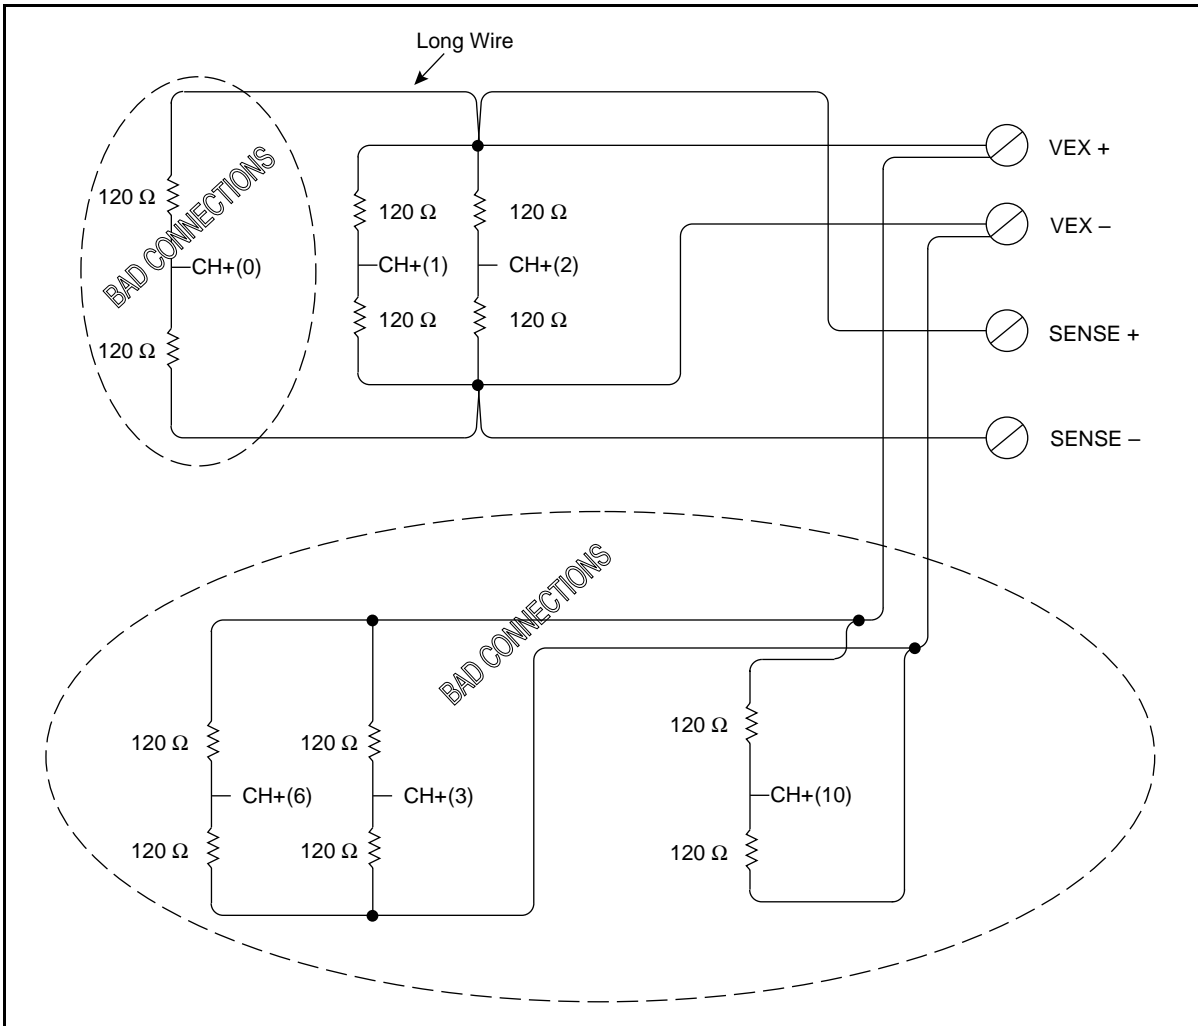 Long Wire
VEX +
120 Ω
BAD CONNECTIONS
120 Ω
120 Ω
VEX –
CH+(0)
CH+(1)
CH+(2)
120 Ω
120 Ω
SENSE +
120 Ω
SENSE –
BAD CONNECTIONS
120 Ω
120 Ω
120 Ω
CH+(6)
CH+(3)
CH+(10)
120 Ω
120 Ω
120 Ω